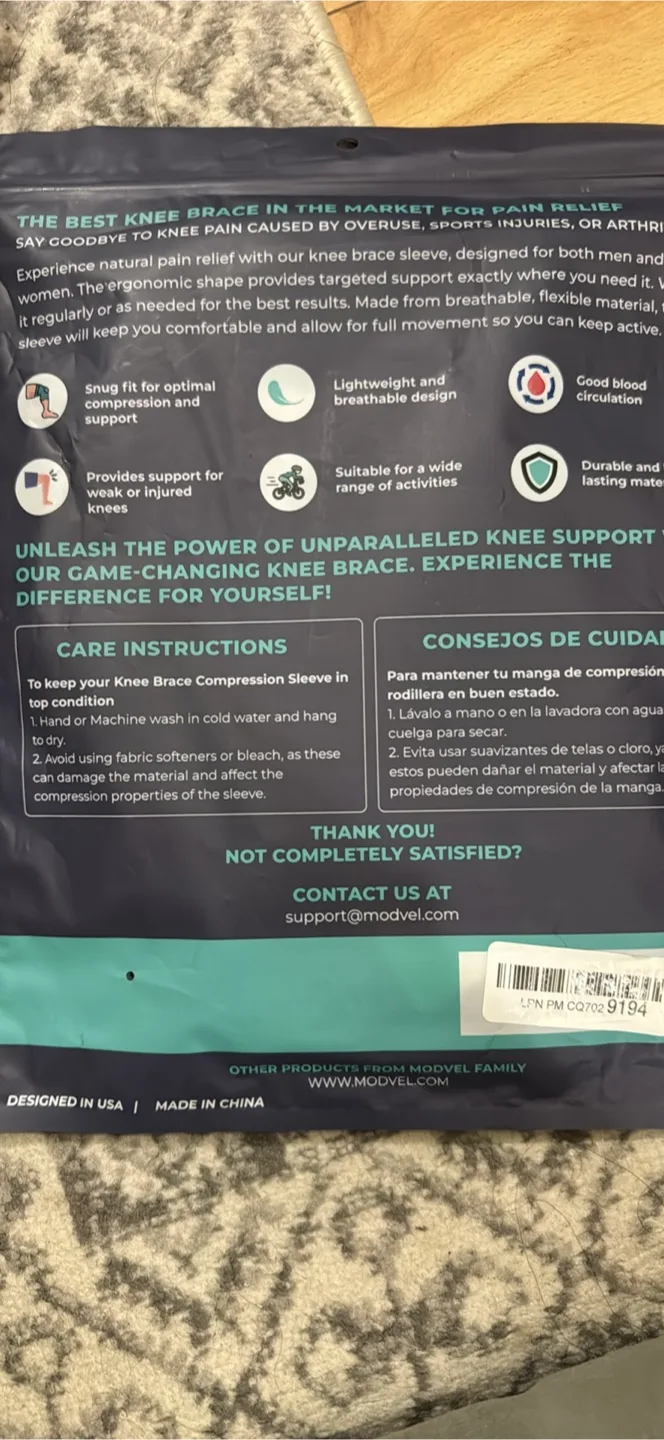 THE BEST KNEE BRACE IN THE MARKET FOR PAIN RELIEF
SAY GOODBYE TO KNEE PAIN CAUSED BY OVERUSE, SPORTS INJURIES, OR ARTHRI
Experience natural pain relief with our knee brace sleeve, designed for both men and
women. The ergonomic shape provides targeted support exactly where you need it.
it regularly or as needed for the best results. Made from breathable, flexible material,
sleeve will keep you comfortable and allow for full movement so you can keep active.
Snug fit for optimal
compression and
support
Lightweight and
breathable design
Good blood
circulation
Provides support for
weak or injured
knees
Suitable for a wide
range of activities
Durable and
lasting mate
UNLEASH THE POWER OF UNPARALLELED KNEE SUPPORT
OUR GAME-CHANGING KNEE BRACE. EXPERIENCE THE
DIFFERENCE FOR YOURSELF!
CARE INSTRUCTIONS
To keep your Knee Brace Compression Sleeve in
top condition
1. Hand or Machine wash in cold water and hang
to dry.
2. Avoid using fabric softeners or bleach, as these
can damage the material and affect the
compression properties of the sleeve.
CONSEJOS DE CUIDA
Para mantener tu manga de compresión
rodillera en buen estado.
1. Lávalo a mano o en la lavadora con agua
cuelga para secar.
2. Evita usar suavizantes de telas o cloro, ya
estos pueden dañar el material y afectar la
propiedades de compresión de la manga.
THANK YOU!
NOT COMPLETELY SATISFIED?
CONTACT US AT
support@modvel.com
LPN PM CQ702 9194
OTHER PRODUCTS FROM MODVEL FAMILY
WWW.MODVEL.COM
DESIGNED IN USA | MADE IN CHINA